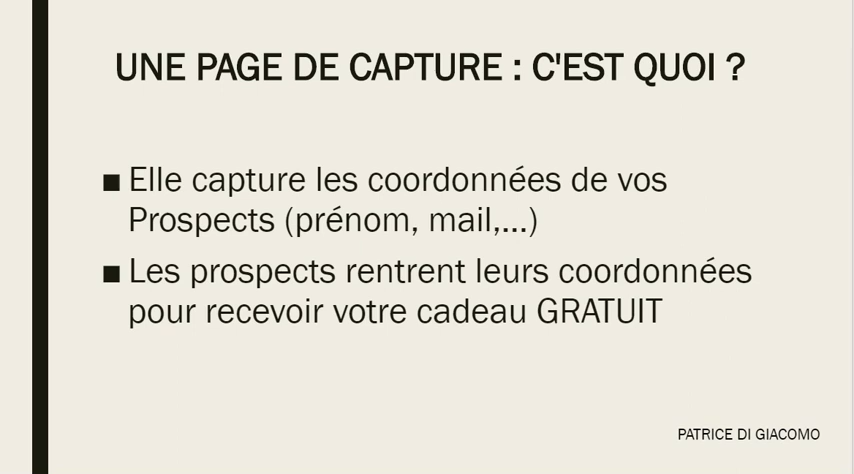 UNE PAGE DE CAPTURE : C'EST QUOI ?
■ Elle capture les coordonnées de vos
Prospects (prénom, mail,...)
■ Les prospects rentrent leurs coordonnées
pour recevoir votre cadeau GRATUIT
PATRICE DI GIACOMO